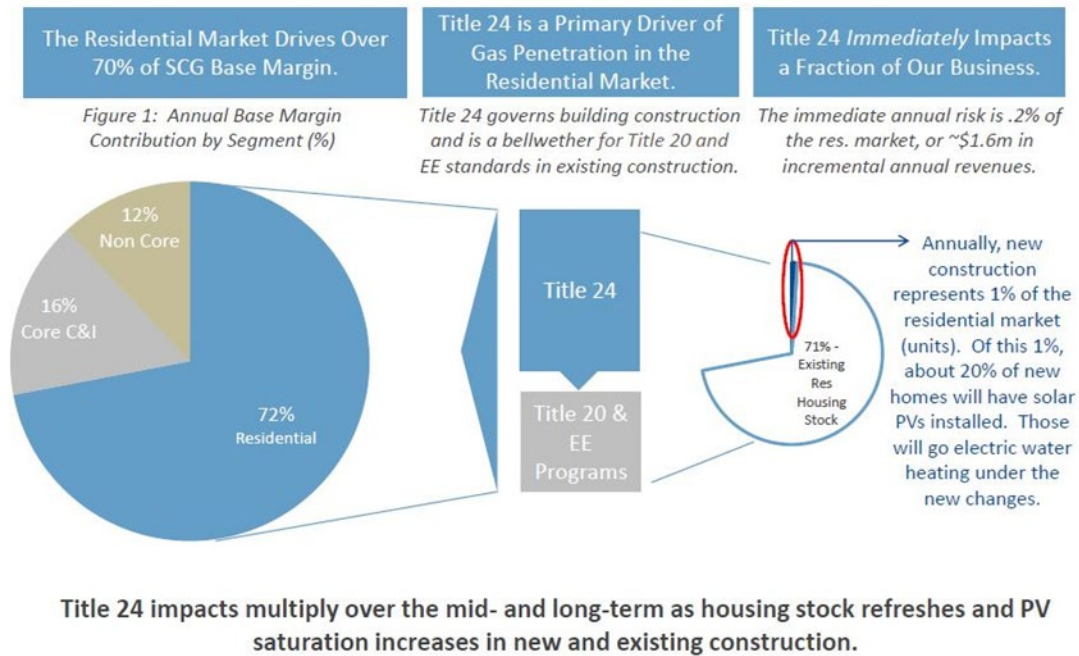 The Residential Market Drives Over
70% of SCG Base Margin.
Title 24 is a Primary Driver of
Gas Penetration in the
Residential Market.
Title 24 Immediately Impacts
a Fraction of Our Business.
Figure 1:  Annual Base Margin
Contribution by Segment (%)
Title 24 governs building construction
and is a bellwether for Title 20 and
EE standards in existing construction.
The immediate annual risk is .2% of
the res. market, or ~$1.6m in
incremental annual revenues.
12%
Non Core
16%
Core C&I
72%
Residential
Title 24
Title 20 &
EE
Programs
71% -
Existing
Res
Housing
Stock
Annually, new
construction
represents 1% of the
residential market
(units).  Of this 1%,
about 20% of new
homes will have solar
PVs installed.  Those
will go electric water
heating under the
new changes.
Title 24 impacts multiply over the mid- and long-term as housing stock refreshes and PV
saturation increases in new and existing construction.